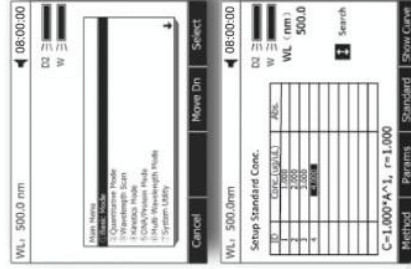 WL: 500.0 nm
08:00:00
D2
W
Main Menu
Basic Mode
Quantitative Mode
Wavelength Scan
Kinetics Mode
DNA/Protein Mode
Multi Wavelength Mode
System Utility
Cancel
Move Dn
Select
WL: 500.0nm
08:00:00
Setup Standard Conc.
D2
W
ID Conc.(ug/uL) Abs.
1 1.000
2 2.000
3 3.000
4 4.000
WL (nm)
500.0
Search
C=1.000*A^1, r=1.000
Method
Params
Standard
Show Curve